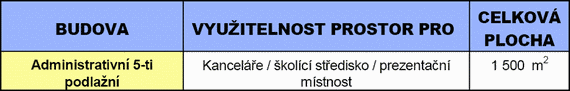 BUDOVA
VYUŽITELNOST PROSTOR PRO
CELKOVÁ
PLOCHA
Administrativní 5-ti
podlažní
Kanceláře / školící středisko / prezentační
místnost
1 500 m²